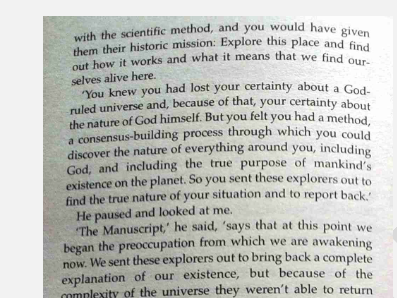 with the scientific method, and you would have given
them their historic mission: Explore this place and find
out how it works and what it means that we find our-
selves alive here.
‘You knew you had lost your certainty about a God-
ruled universe and, because of that, your certainty about
the nature of God himself. But you felt you had a method,
a consensus-building process through which you could
discover the nature of everything around you, including
God, and including the true purpose of mankind’s
existence on the planet. So you sent these explorers out to
find the true nature of your situation and to report back.’
He paused and looked at me.
‘The Manuscript,’ he said, ‘says that at this point we
began the preoccupation from which we are awakening
now. We sent these explorers out to bring back a complete
explanation of our existence, but because of the
complexity of the universe they weren’t able to return